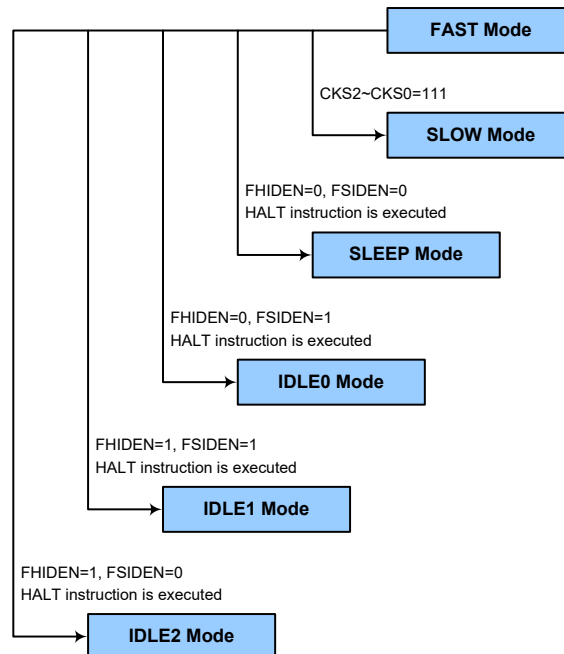 FAST Mode
CKS2~CKS0=111
SLOW Mode
FHIDEN=0, FSIDEN=0
HALT instruction is executed
SLEEP Mode
FHIDEN=0, FSIDEN=1
HALT instruction is executed
IDLE0 Mode
FHIDEN=1, FSIDEN=1
HALT instruction is executed
IDLE1 Mode
FHIDEN=1, FSIDEN=0
HALT instruction is executed
IDLE2 Mode